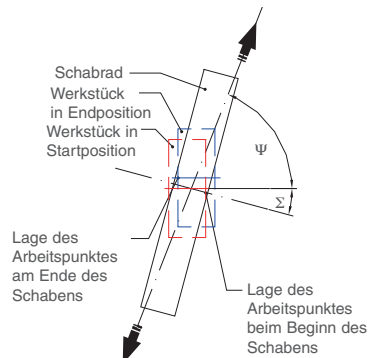 Schabrad
Werkstück
in Endposition
Werkstück in
Startposition
Ψ
Σ
Lage des
Arbeitspunktes
am Ende des
Schabens
Lage des
Arbeitspunktes
beim Beginn des
Schabens